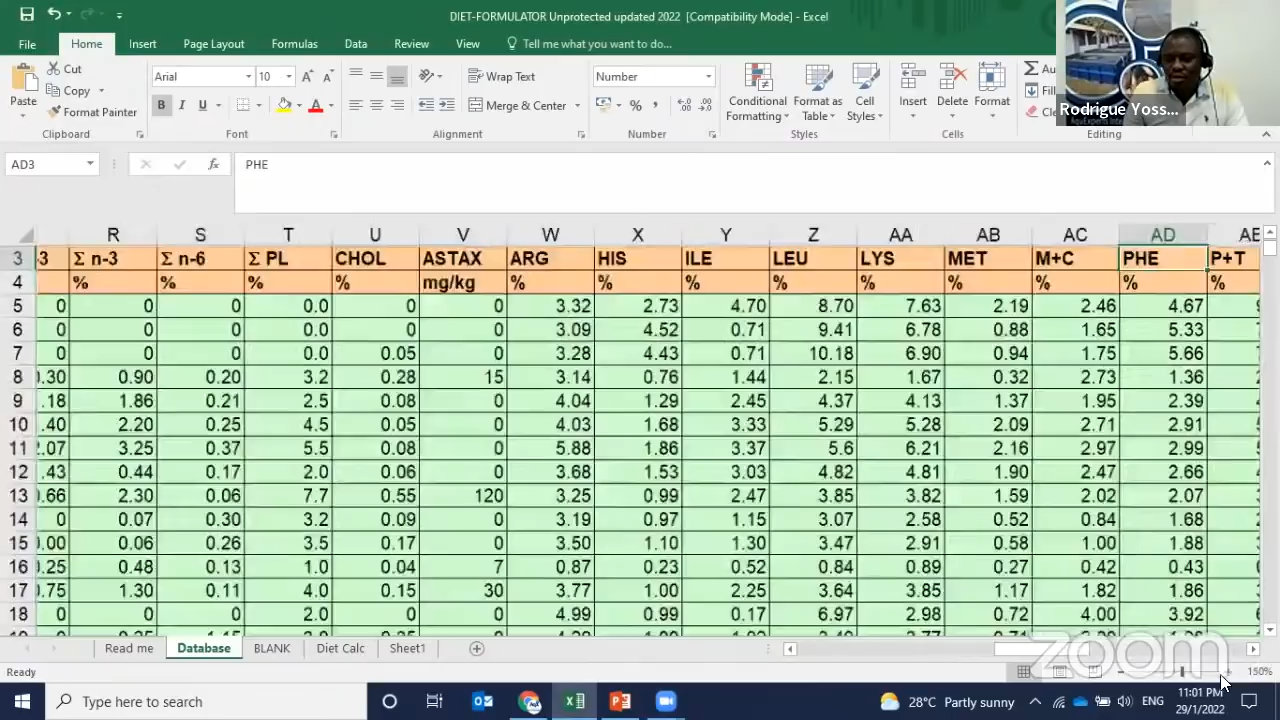 DIET-FORMULATOR Unprotected updated 2022 [Compatibility Mode] - Excel
File Home Insert Page Layout Formulas Data Review View Tell me what you want to do...
Paste
Cut
Copy
Format Painter
Clipboard
Arial 10
B I U
Font
Wrap Text
Merge & Center
Alignment
Number
Number
Conditional Formatting
Format as Table
Cell Styles
Styles
Insert Delete Format
Cells
Editing
Rodrigue Yoss...
AD3 fx PHE
R S T U V W X Y Z AA AB AC AD AE
3 3 Σ n-3 Σ n-6 Σ PL CHOL ASTAX ARG HIS ILE LEU LYS MET M+C PHE P+T
4 % % % % mg/kg % % % % % % % % %
5 0 0 0 0.0 0 0 3.32 2.73 4.70 8.70 7.63 2.19 2.46 4.67
6 0 0 0 0.0 0 0 3.09 4.52 0.71 9.41 6.78 0.88 1.65 5.33
7 0 0 0 0.0 0.05 0 3.28 4.43 0.71 10.18 6.90 0.94 1.75 5.66
8 .30 0.90 0.20 3.2 0.28 15 3.14 0.76 1.44 2.15 1.67 0.32 2.73 1.36
9 .18 1.86 0.21 2.5 0.08 0 4.04 1.29 2.45 4.37 4.13 1.37 1.95 2.39
10 .40 2.20 0.25 4.5 0.05 0 4.03 1.68 3.33 5.29 5.28 2.09 2.71 2.91
11 .07 3.25 0.37 5.5 0.08 0 5.88 1.86 3.37 5.6 6.21 2.16 2.97 2.99
12 .43 0.44 0.17 2.0 0.06 0 3.68 1.53 3.03 4.82 4.81 1.90 2.47 2.66
13 .66 2.30 0.06 7.7 0.55 120 3.25 0.99 2.47 3.85 3.82 1.59 2.02 2.07
14 0 0.07 0.30 3.2 0.09 0 3.19 0.97 1.15 3.07 2.58 0.52 0.84 1.68
15 .00 0.06 0.26 3.5 0.17 0 3.50 1.10 1.30 3.47 2.91 0.58 1.00 1.88
16 .25 0.48 0.13 1.0 0.04 7 0.87 0.23 0.52 0.84 0.89 0.27 0.42 0.43
17 .75 1.30 0.11 4.0 0.15 30 3.77 1.00 2.25 3.64 3.85 1.17 1.82 1.86
18 0 0 0 2.0 0 0 4.99 0.99 0.17 6.97 2.98 0.72 4.00 3.92
Read me Database BLANK Diet Calc Sheet1
zoom
Ready 150%
Type here to search
28°C Partly sunny
ENG
11:01 PM
29/1/2022